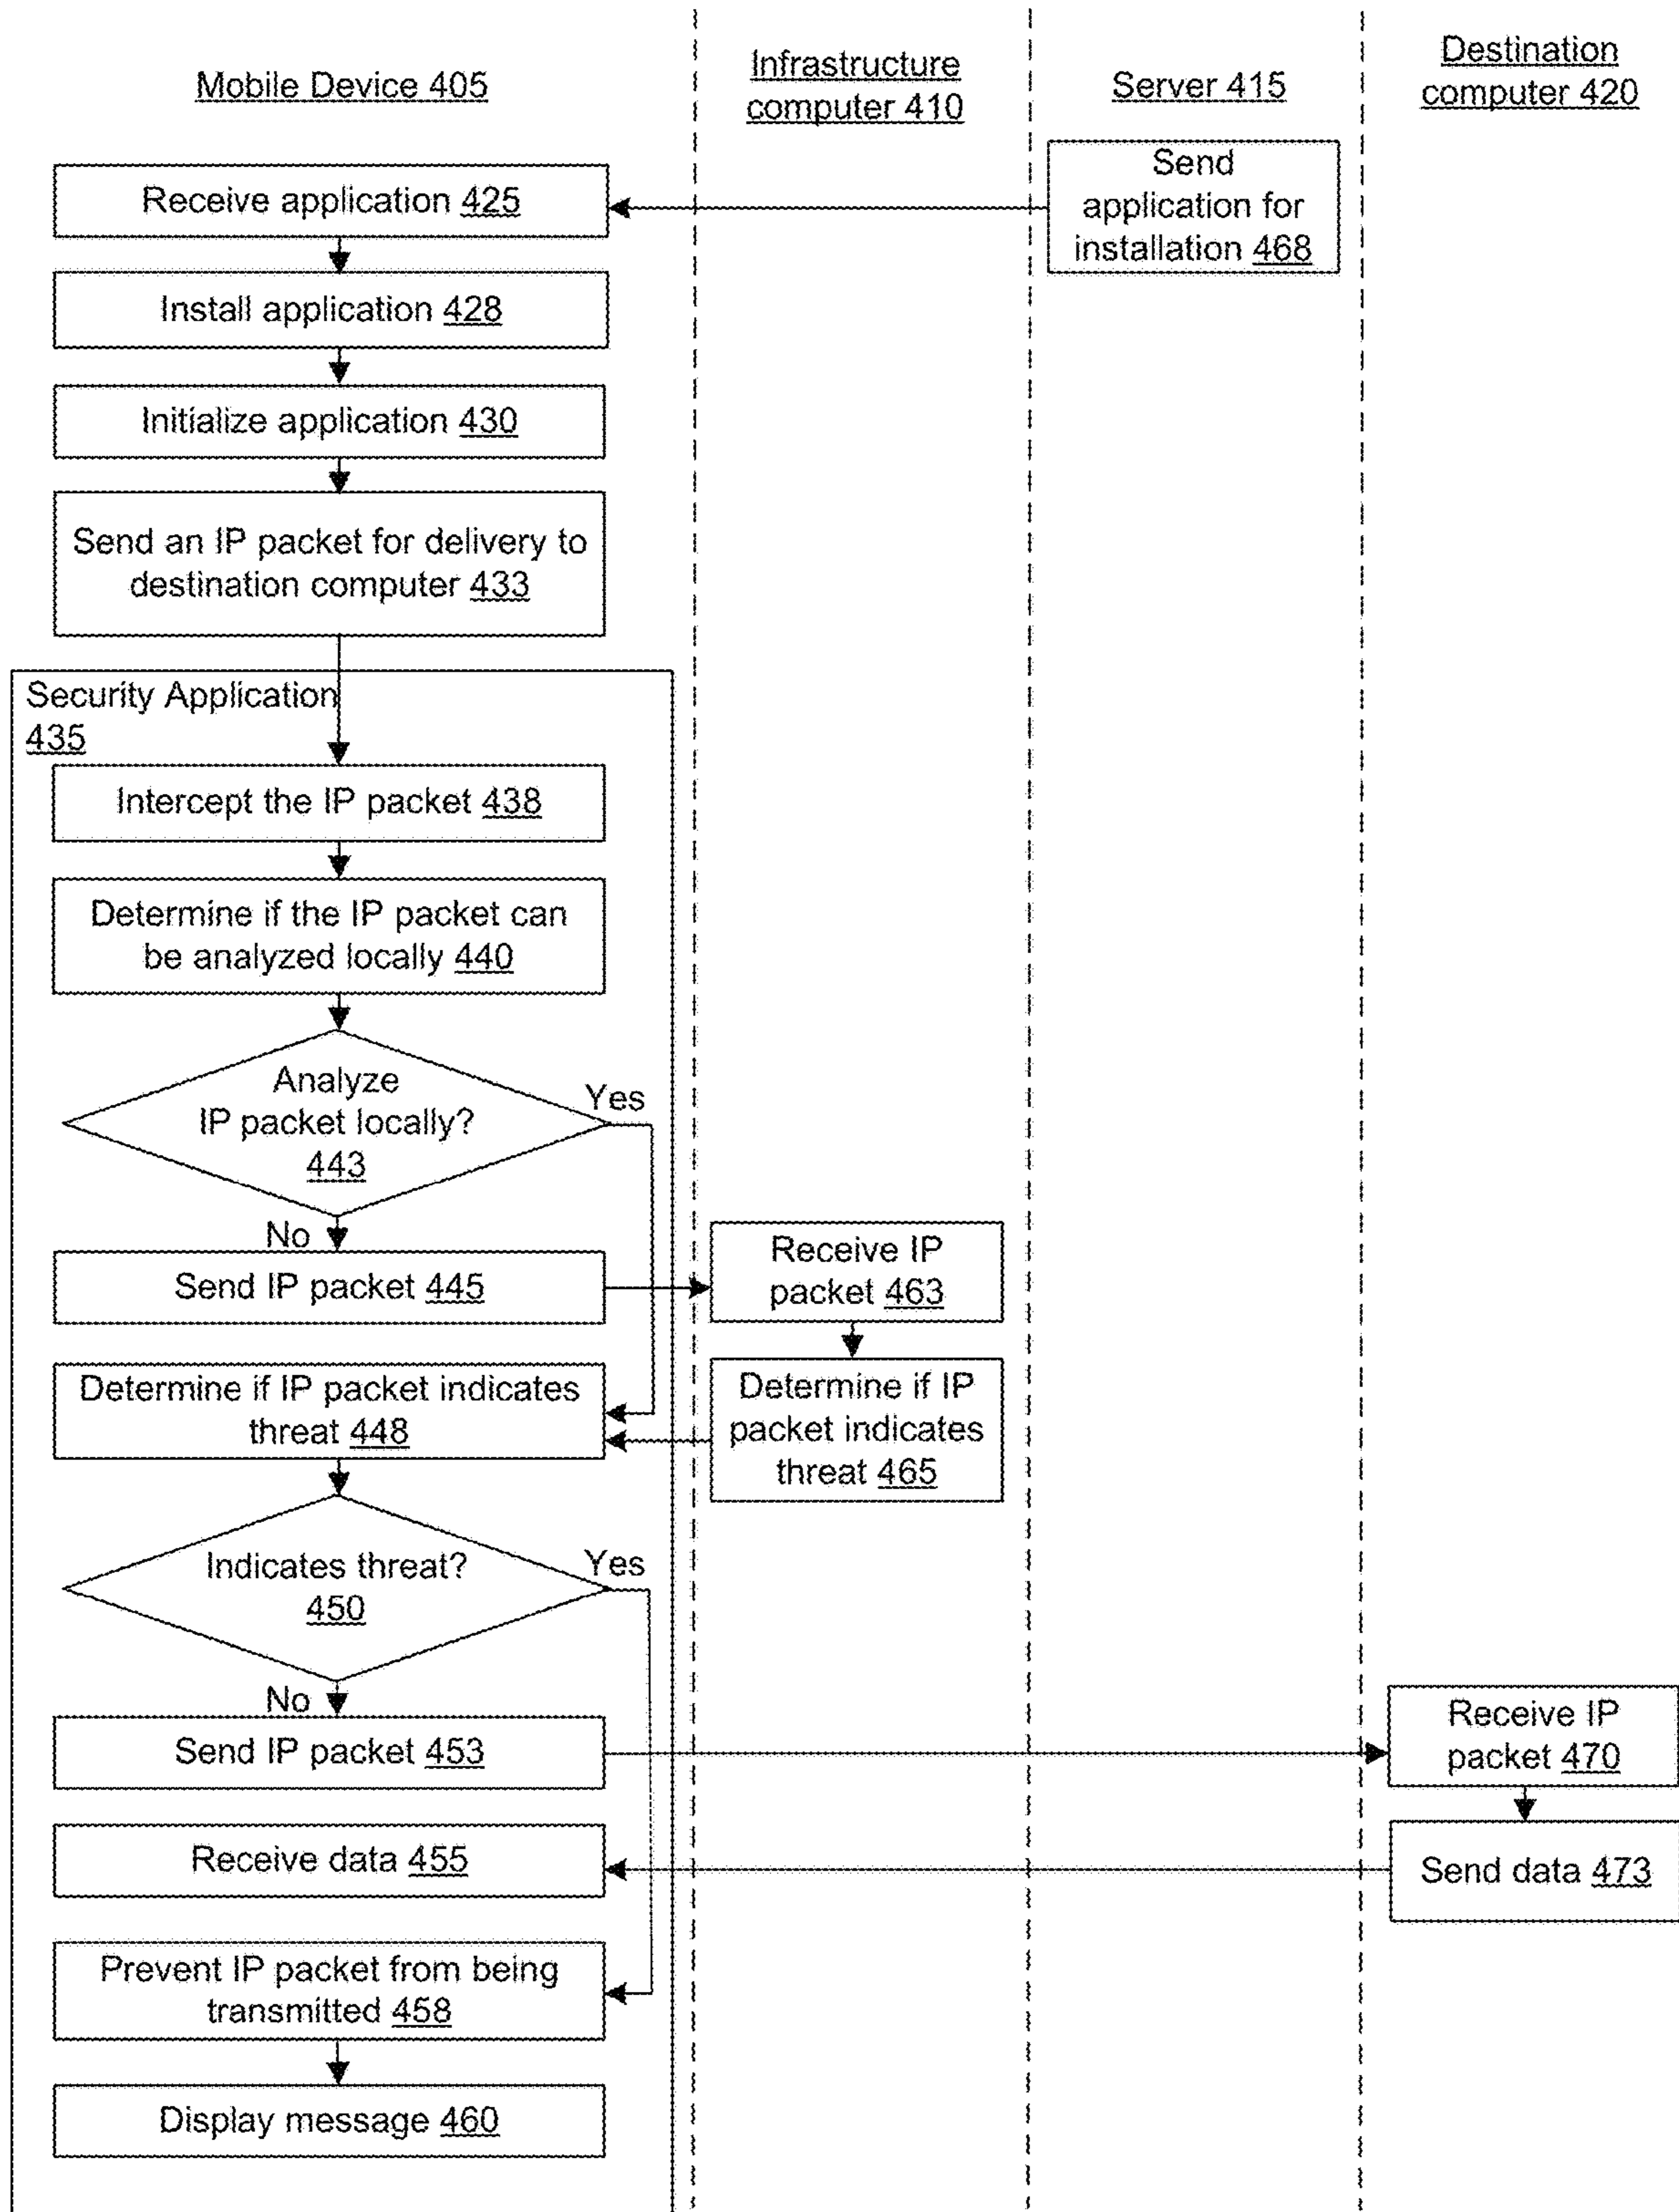 Mobile Device 405
Infrastructure
computer 410
Server 415
Destination
computer 420
Receive application 425
Send
application for
installation 468
Install application 428
Initialize application 430
Send an IP packet for delivery to
destination computer 433
Security Application
435
Intercept the IP packet 438
Determine if the IP packet can
be analyzed locally 440
Analyze
IP packet locally?
443
Yes
No
Send IP packet 445
Receive IP
packet 463
Determine if IP packet indicates
threat 448
Determine if IP
packet indicates
threat 465
Indicates threat?
450
Yes
No
Send IP packet 453
Receive IP
packet 470
Receive data 455
Send data 473
Prevent IP packet from being
transmitted 458
Display message 460